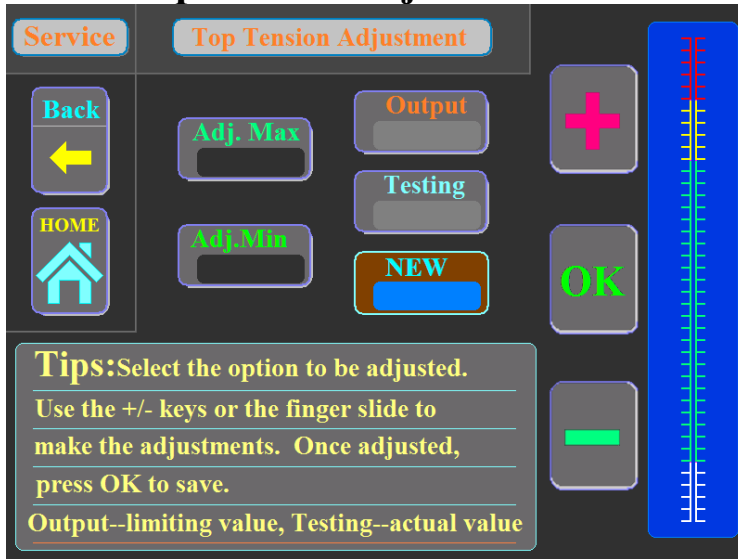 Service
Top Tension Adjustment
Back
HOME
Adj. Max
Adj.Min
Output
Testing
NEW
OK
Tips:Select the option to be adjusted.
Use the +/- keys or the finger slide to
make the adjustments. Once adjusted,
press OK to save.
Output--limiting value, Testing--actual value